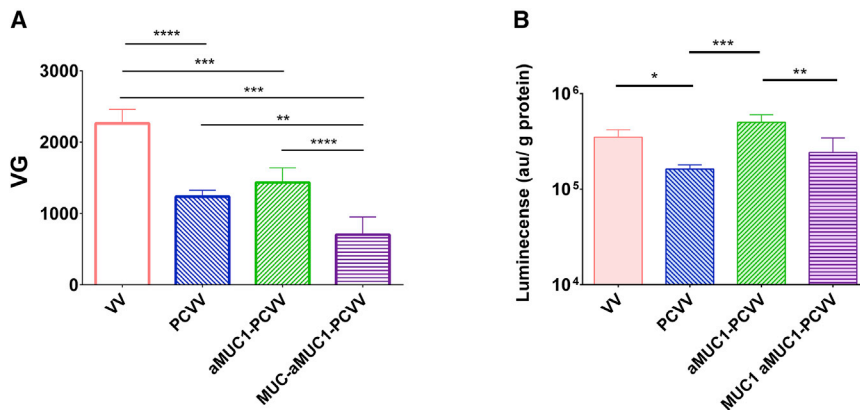 A
****
***
***
**
****
VG
3000
2000
1000
0
VV
PCVV
aMUC1-PCVV
MUC-aMUC1-PCVV
B
***
*
**
Luminecense (au/ g protein)
10⁶
10⁵
10⁴
VV
PCVV
aMUC1-PCVV
MUC1 aMUC1-PCVV